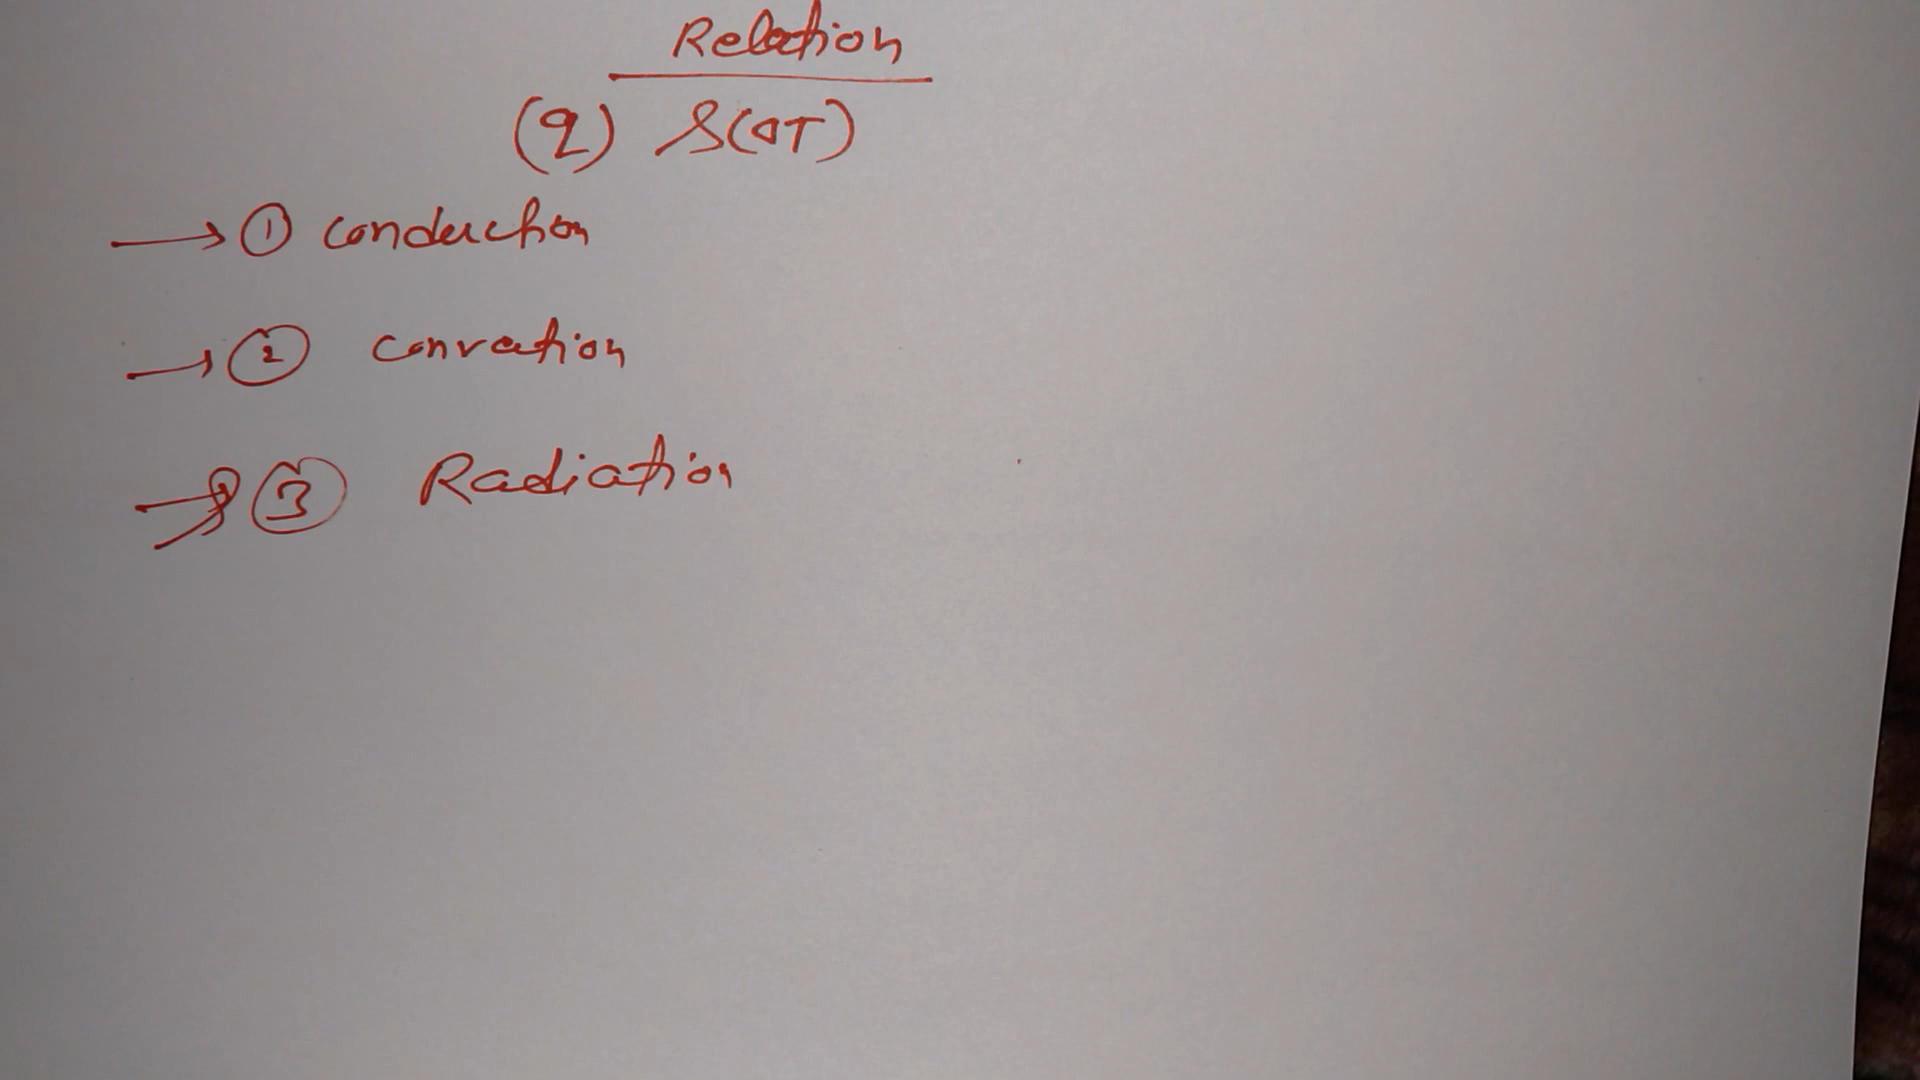 Relation
(q) & (ΔT)
→ ① conduction
→ ② convection
→ ③ Radiation